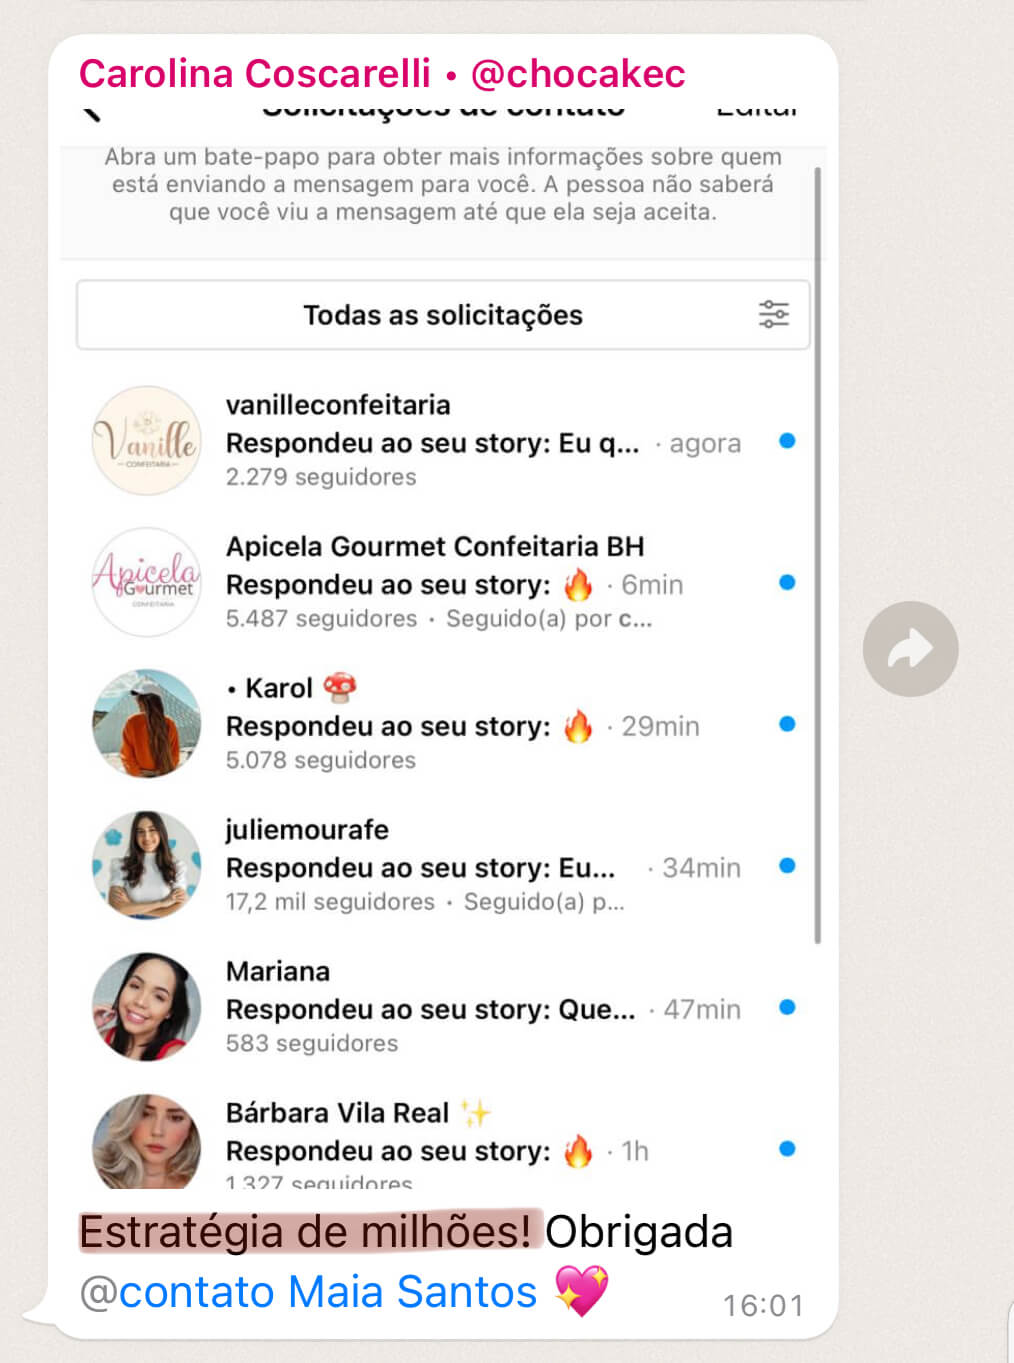 Carolina Coscarelli • @chocakec
Solicitações de contato Editar
Abra um bate-papo para obter mais informações sobre quem
está enviando a mensagem para você. A pessoa não saberá
que você viu a mensagem até que ela seja aceita.
Todas as solicitações
Vanille
CONFEITARIA
vanilleconfeitaria
Respondeu ao seu story: Eu q... · agora
2.279 seguidores
Apicela
Gourmet
CONFEITARIA
Apicela Gourmet Confeitaria BH
Respondeu ao seu story: 🔥 · 6min
5.487 seguidores · Seguido(a) por c...
• Karol 🍄
Respondeu ao seu story: 🔥 · 29min
5.078 seguidores
juliemourafe
Respondeu ao seu story: Eu... · 34min
17,2 mil seguidores · Seguido(a) p...
Mariana
Respondeu ao seu story: Que... · 47min
583 seguidores
Bárbara Vila Real ✨
Respondeu ao seu story: 🔥 · 1h
1.327 seguidores
Estratégia de milhões! Obrigada
@contato Maia Santos 💖
16:01